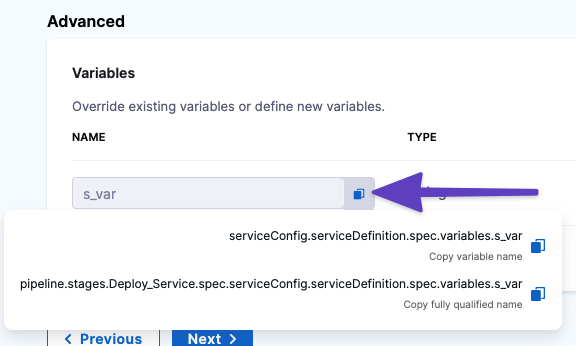 Advanced
Variables
Override existing variables or define new variables.
NAME TYPE
s_var
serviceConfig.serviceDefinition.spec.variables.s_var
Copy variable name
pipeline.stages.Deploy_Service.spec.serviceConfig.serviceDefinition.spec.variables.s_var
Copy fully qualified name
< Previous Next >